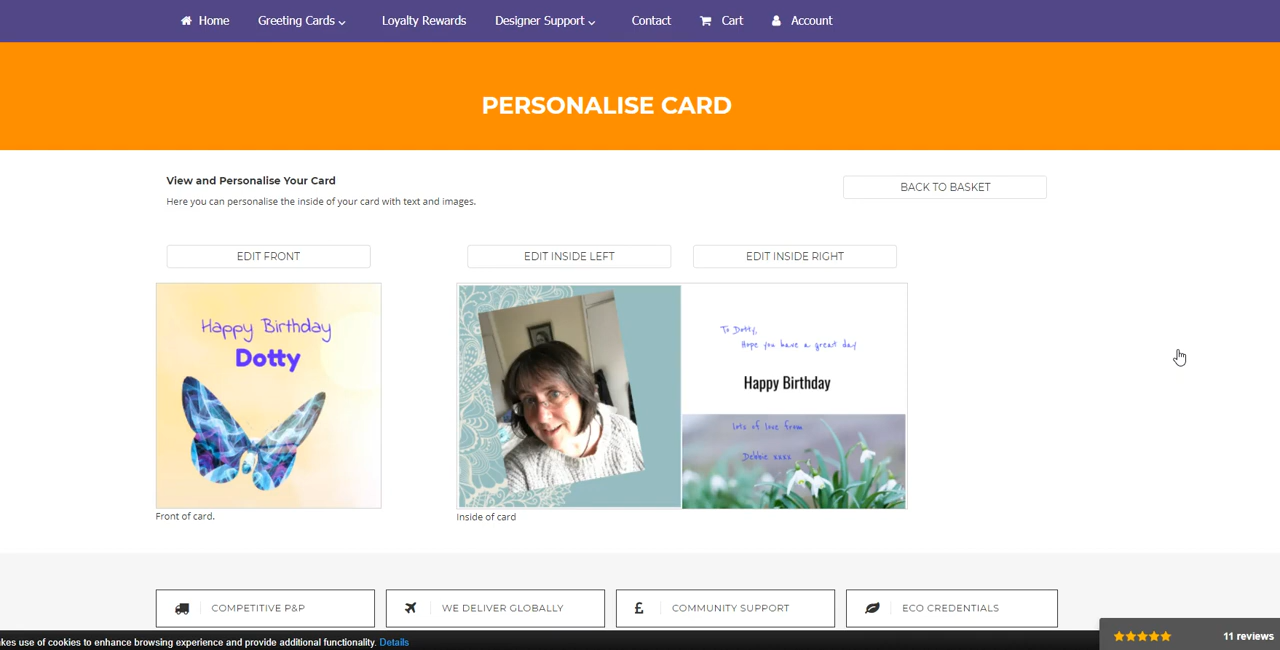 Home Greeting Cards Loyalty Rewards Designer Support Contact Cart Account
PERSONALISE CARD
View and Personalise Your Card
Here you can personalise the inside of your card with text and images.
BACK TO BASKET
EDIT FRONT
EDIT INSIDE LEFT
EDIT INSIDE RIGHT
Happy Birthday
Dotty
To Dotty,
Hope you have a great day
Happy Birthday
lots of love from
Debbie xxxx
Front of card.
Inside of card
COMPETITIVE P&P
WE DELIVER GLOBALLY
£ COMMUNITY SUPPORT
ECO CREDENTIALS
kes use of cookies to enhance browsing experience and provide additional functionality. Details
11 reviews